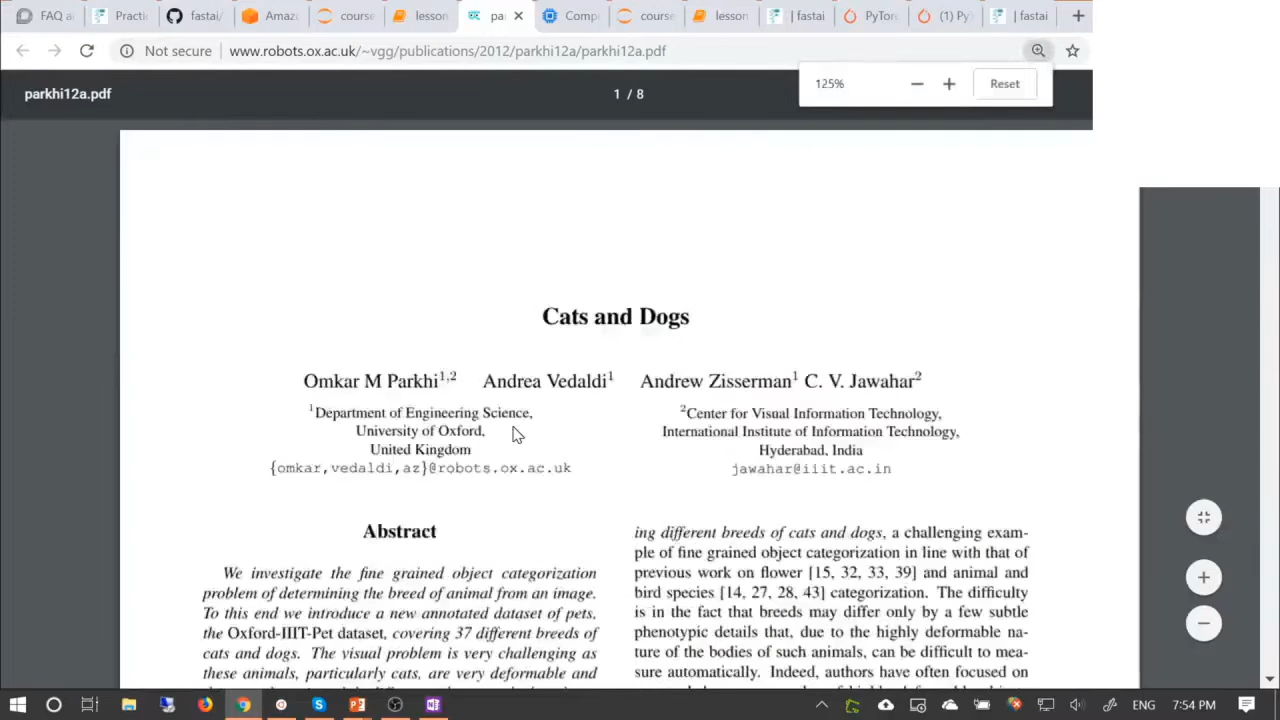 FAQ a
Practi
fastai/
Amaz
course
lesson
pa
Comp
course
lesson
| fastai
PyTor
(1) Py
| fastai
Not secure
www.robots.ox.ac.uk/~vgg/publications/2012/parkhi12a/parkhi12a.pdf
125%
Reset
parkhi12a.pdf
1 / 8
Cats and Dogs
Omkar M Parkhi1,2 Andrea Vedaldi1 Andrew Zisserman1 C. V. Jawahar2
1Department of Engineering Science,
University of Oxford,
United Kingdom
{omkar,vedaldi,az}@robots.ox.ac.uk
2Center for Visual Information Technology,
International Institute of Information Technology,
Hyderabad, India
jawahar@iiit.ac.in
Abstract
We investigate the fine grained object categorization
problem of determining the breed of animal from an image.
To this end we introduce a new annotated dataset of pets,
the Oxford-IIIT-Pet dataset, covering 37 different breeds of
cats and dogs. The visual problem is very challenging as
these animals, particularly cats, are very deformable and
ing different breeds of cats and dogs, a challenging exam-
ple of fine grained object categorization in line with that of
previous work on flower [15, 32, 33, 39] and animal and
bird species [14, 27, 28, 43] categorization. The difficulty
is in the fact that breeds may differ only by a few subtle
phenotypic details that, due to the highly deformable na-
ture of the bodies of such animals, can be difficult to mea-
sure automatically. Indeed, authors have often focused on
ENG
7:54 PM